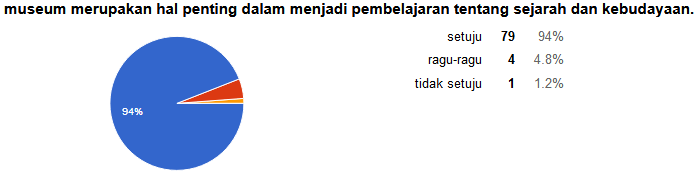 museum merupakan hal penting dalam menjadi pembelajaran tentang sejarah dan kebudayaan.
setuju 79 94%
ragu-ragu 4 4.8%
tidak setuju 1 1.2%
94%